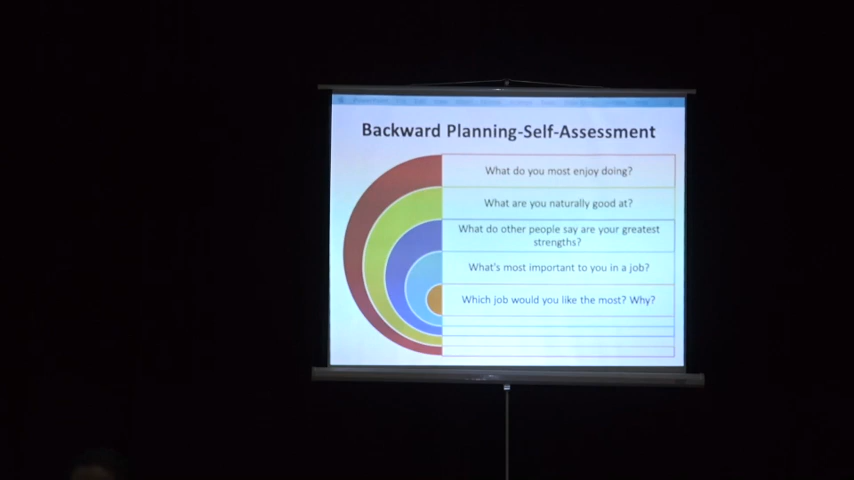 Backward Planning-Self-Assessment
What do you most enjoy doing?
What are you naturally good at?
What do other people say are your greatest
strengths?
What's most important to you in a job?
Which job would you like the most? Why?